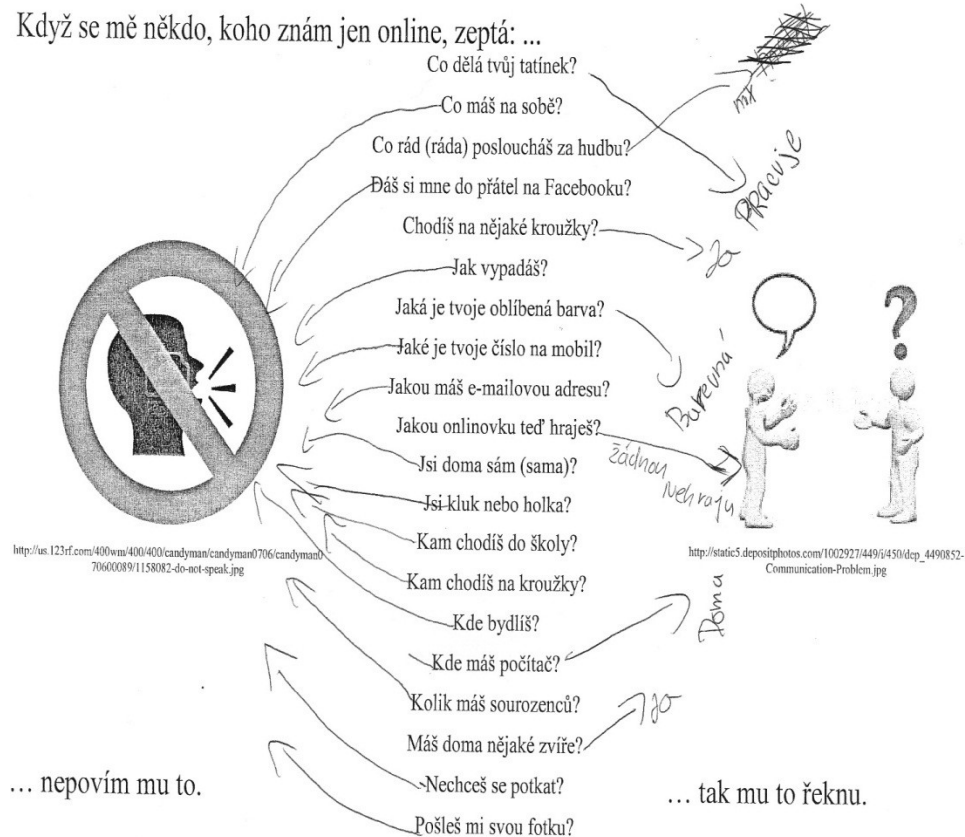 Když se mě někdo, koho znám jen online, zeptá: ...
Co dělá tvůj tatínek?
Co máš na sobě?
Co rád (ráda) posloucháš za hudbu?
Dáš si mne do přátel na Facebooku?
PRacuje
Chodíš na nějaké kroužky?
Jo
Jak vypadáš?
Jaká je tvoje oblíbená barva?
Barevná
Jaké je tvoje číslo na mobil?
Jakou máš e-mailovou adresu?
Jakou onlinovku teď hraješ?
žádnou
Nehraju
Jsi doma sám (sama)?
Jsi kluk nebo holka?
Kam chodíš do školy?
http://us.123rf.com/400wm/400/400/candyman/candyman0706/candyman0
70600089/1158082-do-not-speak.jpg
http://static5.depositphotos.com/1002927/449/i/450/dep_4490852-
Communication-Problem.jpg
Kam chodíš na kroužky?
Kde bydlíš?
Kde máš počítač?
Doma
Kolik máš sourozenců?
Máš doma nějaké zvíře?
Jo
Nechceš se potkat?
Pošleš mi svou fotku?
... nepovím mu to.
... tak mu to řeknu.